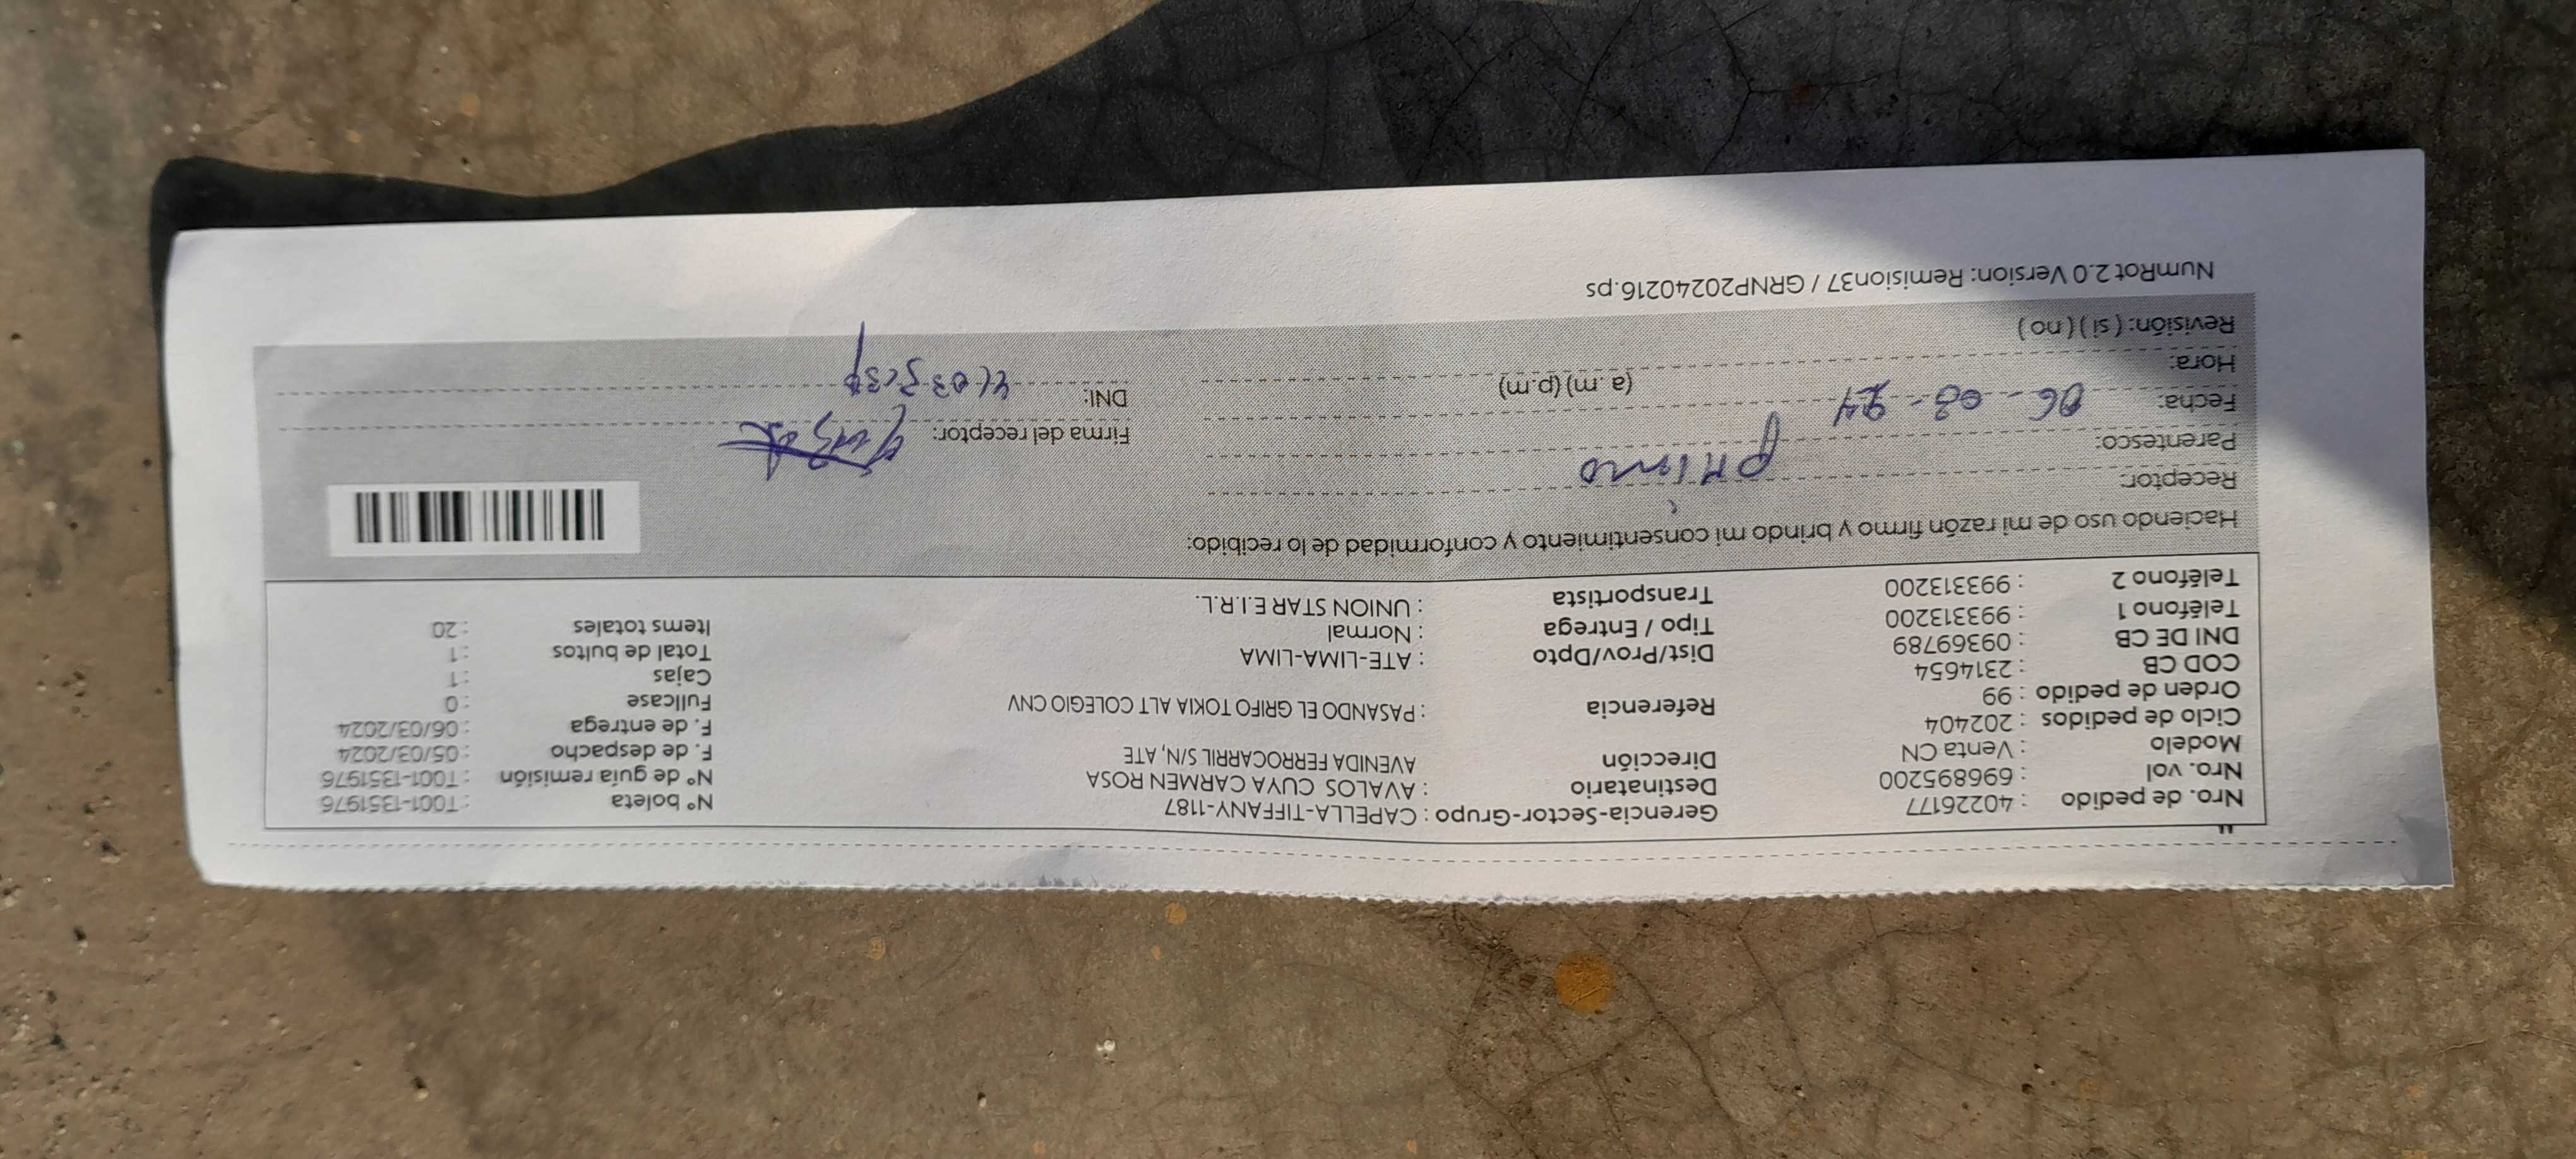 Nro. de pedido : 40226177
Nro. vol : 696895200
Modelo : Venta CN
Ciclo de pedidos : 202404
Orden de pedido : 99
COD CB : 2314654
DNI DE CB : 09369789
Teléfono 1 : 993313200
Teléfono 2 : 993313200
Gerencia-Sector-Grupo : CAPELLA-TIFFANY-1187
Destinatario : AVALOS CUYA CARMEN ROSA
Dirección AVENIDA FERROCARRIL S/N, ATE
Referencia : PASANDO EL GRIFO TOKIA ALT COLEGIO CNV
Dist/Prov/Dpto : ATE-LIMA-LIMA
Tipo / Entrega : Normal
Transportista : UNION STAR E.I.R.L.
N° boleta : T001-1351976
N° de guía remisión : T001-1351976
F. de despacho : 05/03/2024
F. de entrega : 06/03/2024
Fullcase : 0
Cajas : 1
Total de bultos : 1
Items totales : 20
Haciendo uso de mi razón firmo y brindo mi consentimiento y conformidad de lo recibido:
Receptor:
Parentesco: primo
Fecha: 06-03-24
Hora: (a. m) (p.m)
Revisión: ( si ) ( no )
Firma del receptor:
DNI:
NumRot 2.0 Version: Remision37 / GRNP20240216.ps